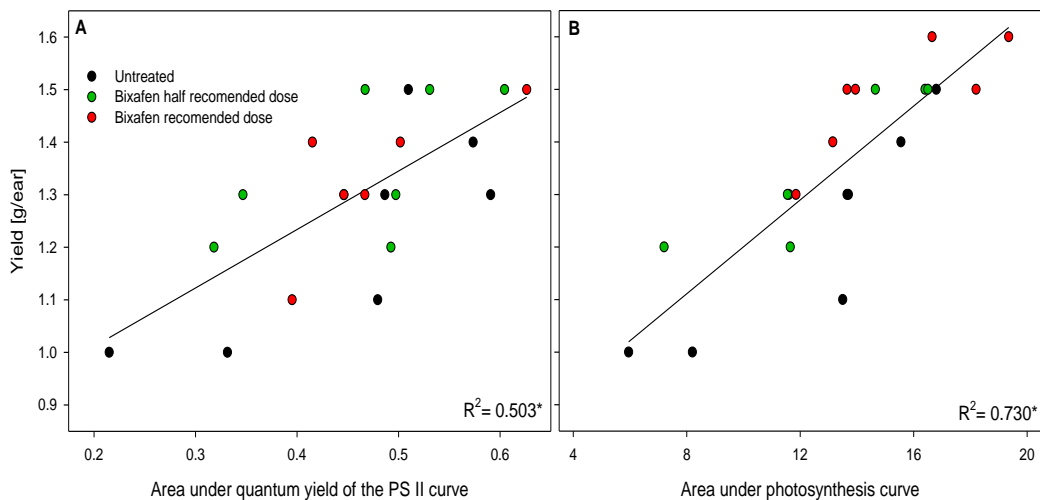 A
B
Untreated
Bixafen half recomended dose
Bixafen recomended dose
Yield [g/ear]
1.6
1.5
1.4
1.3
1.2
1.1
1.0
0.9
R²= 0.503*
R²= 0.730*
0.2 0.3 0.4 0.5 0.6
4 8 12 16 20
Area under quantum yield of the PS II curve
Area under photosynthesis curve